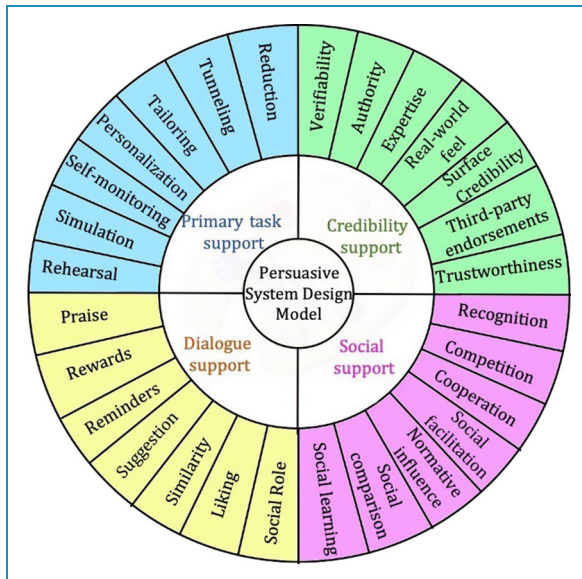 Reduction
Tunneling
Tailoring
Personalization
Self-monitoring
Simulation
Rehearsal
Verifiability
Authority
Expertise
Real-world
feel
Surface
Credibility
Third-party
endorsements
Trustworthiness
Primary task
support
Credibility
support
Persuasive
System Design
Model
Dialogue
support
Social
support
Praise
Rewards
Reminders
Suggestion
Similarity
Liking
Social Role
Recognition
Competition
Cooperation
Social
facilitation
Normative
influence
Social
comparison
Social learning